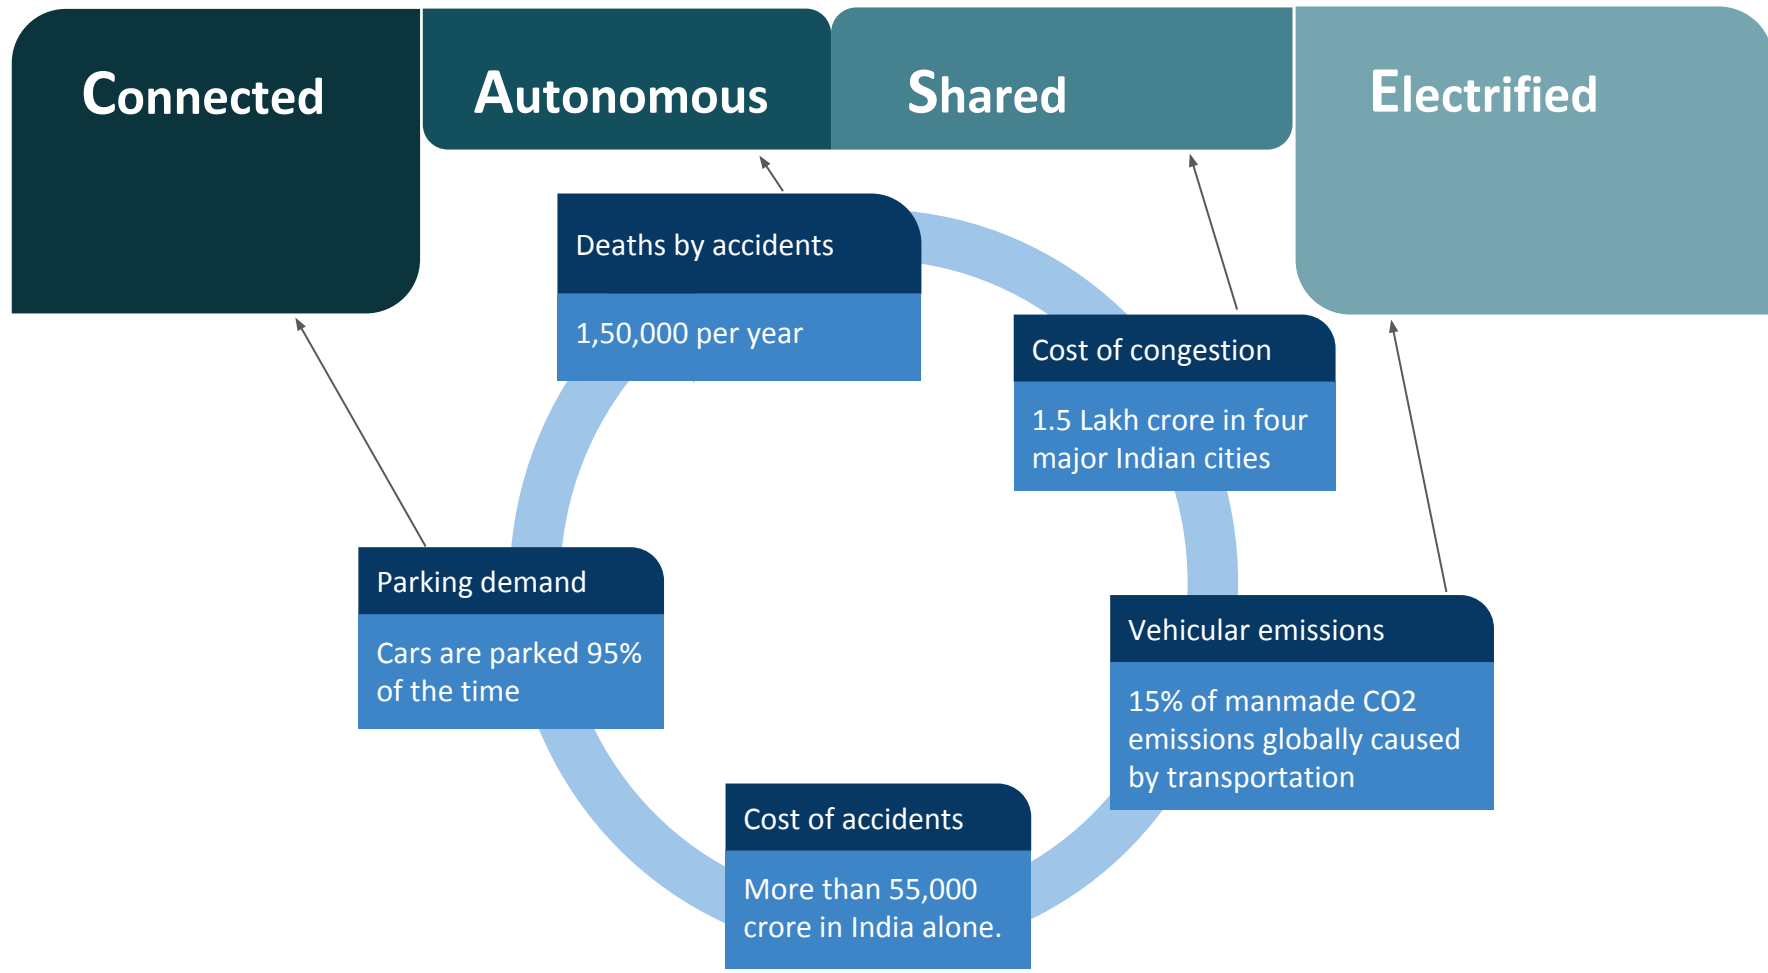 Connected
Autonomous
Shared
Electrified
Deaths by accidents
1,50,000 per year
Cost of congestion
1.5 Lakh crore in four
major Indian cities
Parking demand
Cars are parked 95%
of the time
Vehicular emissions
15% of manmade CO2
emissions globally caused
by transportation
Cost of accidents
More than 55,000
crore in India alone.